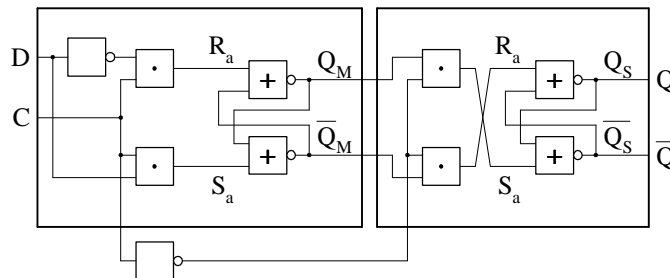 D
C
R_a
S_a
Q_M
Q̅_M
R_a
S_a
Q_S
Q̅_S
Q
Q̅
·
·
+
+
·
·
+
+